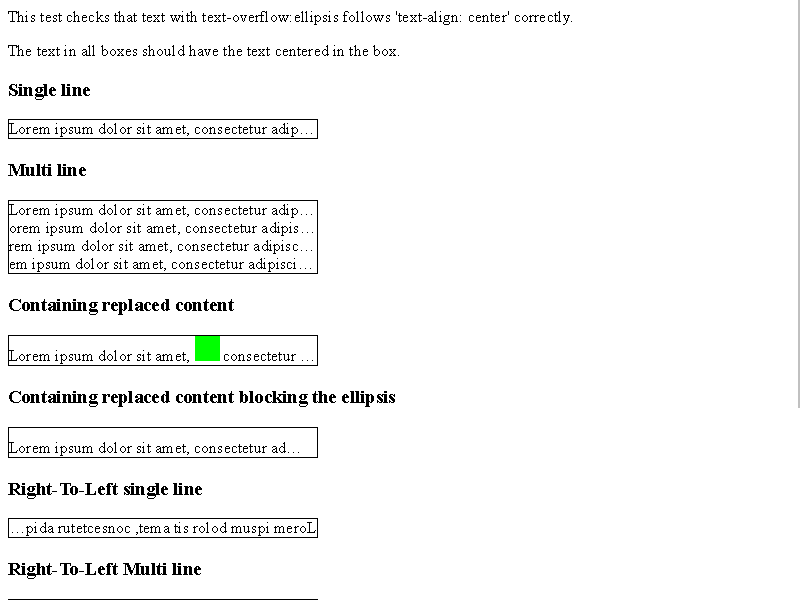 This test checks that text with text-overflow:ellipsis follows 'text-align: center' correctly.
The text in all boxes should have the text centered in the box.
Single line
Lorem ipsum dolor sit amet, consectetur adip…
Multi line
Lorem ipsum dolor sit amet, consectetur adip…
orem ipsum dolor sit amet, consectetur adipis…
rem ipsum dolor sit amet, consectetur adipisc…
em ipsum dolor sit amet, consectetur adipisci…
Containing replaced content
Lorem ipsum dolor sit amet, consectetur …
Containing replaced content blocking the ellipsis
Lorem ipsum dolor sit amet, consectetur ad…
Right-To-Left single line
…pida rutetcesnoc ,tema tis rolod muspi meroL
Right-To-Left Multi line